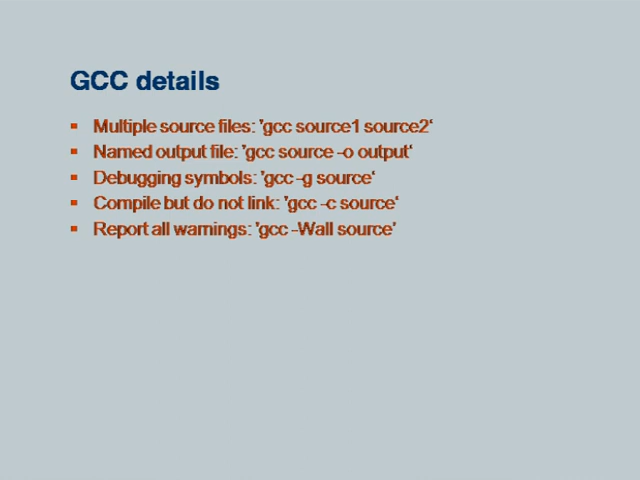 GCC details
▪ Multiple source files: 'gcc source1 source2‘
▪ Named output file: 'gcc source -o output‘
▪ Debugging symbols: 'gcc -g source‘
▪ Compile but do not link: 'gcc -c source‘
▪ Report all warnings: 'gcc -Wall source'